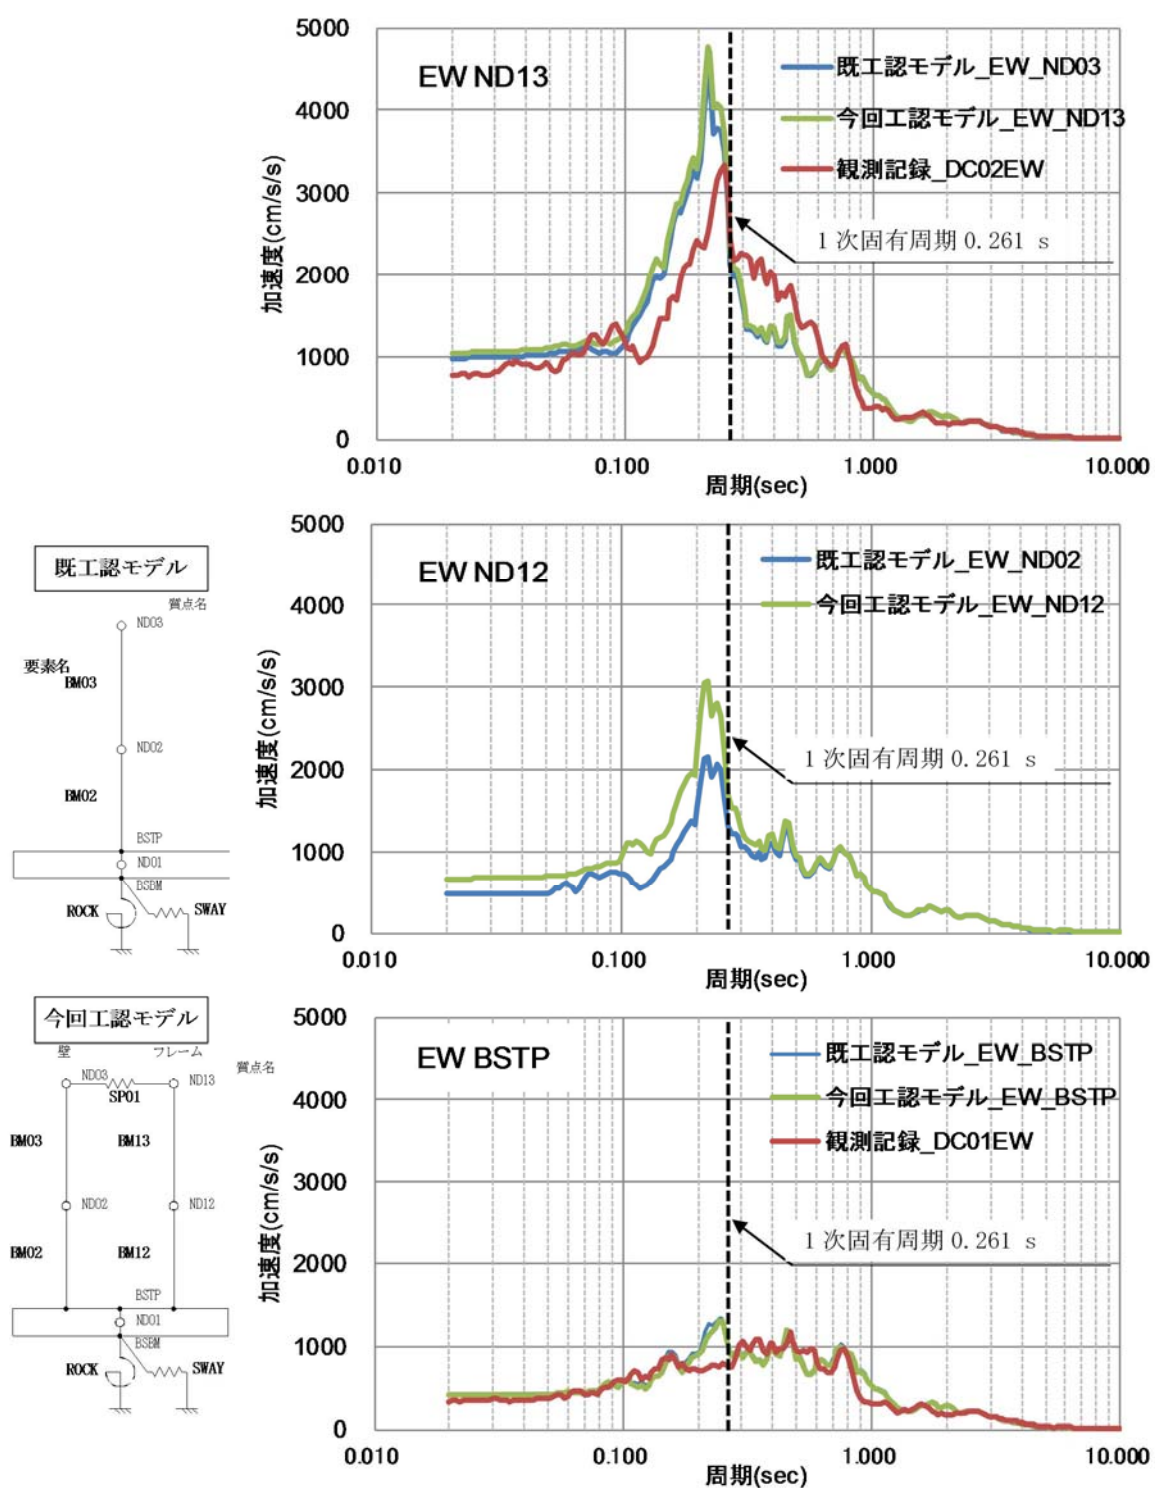 EW ND13
既工認モデル_EW_ND03
今回工認モデル_EW_ND13
観測記録_DC02EW
1次固有周期 0.261 s
加速度(cm/s/s)
5000
4000
3000
2000
1000
0
0.010
0.100
1.000
10.000
周期(sec)
EW ND12
既工認モデル_EW_ND02
今回工認モデル_EW_ND12
1次固有周期 0.261 s
加速度(cm/s/s)
5000
4000
3000
2000
1000
0
0.010
0.100
1.000
10.000
周期(sec)
既工認モデル
質点名
ND03
要素名
BM03
ND02
BM02
BSTP
ND01
BSBM
ROCK
SWAY
今回工認モデル
壁
フレーム
質点名
ND03
ND13
SP01
BM03
BM13
ND02
ND12
BM02
BM12
BSTP
ND01
BSBM
ROCK
SWAY
EW BSTP
既工認モデル_EW_BSTP
今回工認モデル_EW_BSTP
観測記録_DC01EW
1次固有周期 0.261 s
加速度(cm/s/s)
5000
4000
3000
2000
1000
0
0.010
0.100
1.000
10.000
周期(sec)